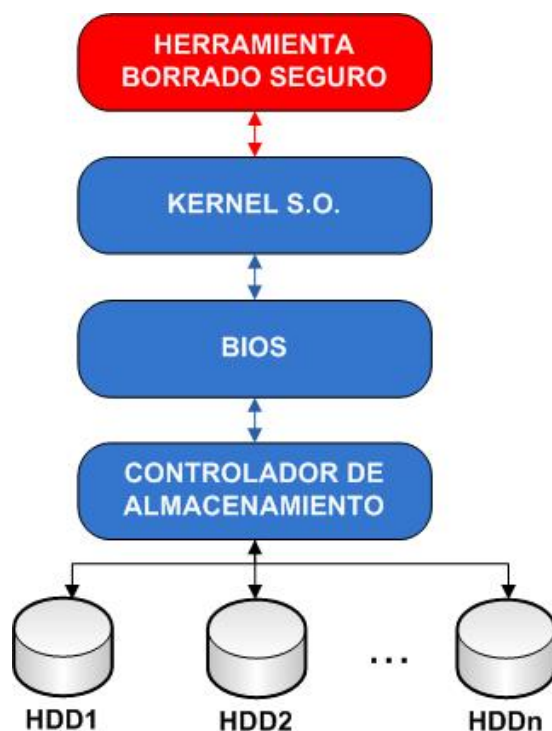 HERRAMIENTA
BORRADO SEGURO
KERNEL S.O.
BIOS
CONTROLADOR DE
ALMACENAMIENTO
...
HDD1
HDD2
HDDn